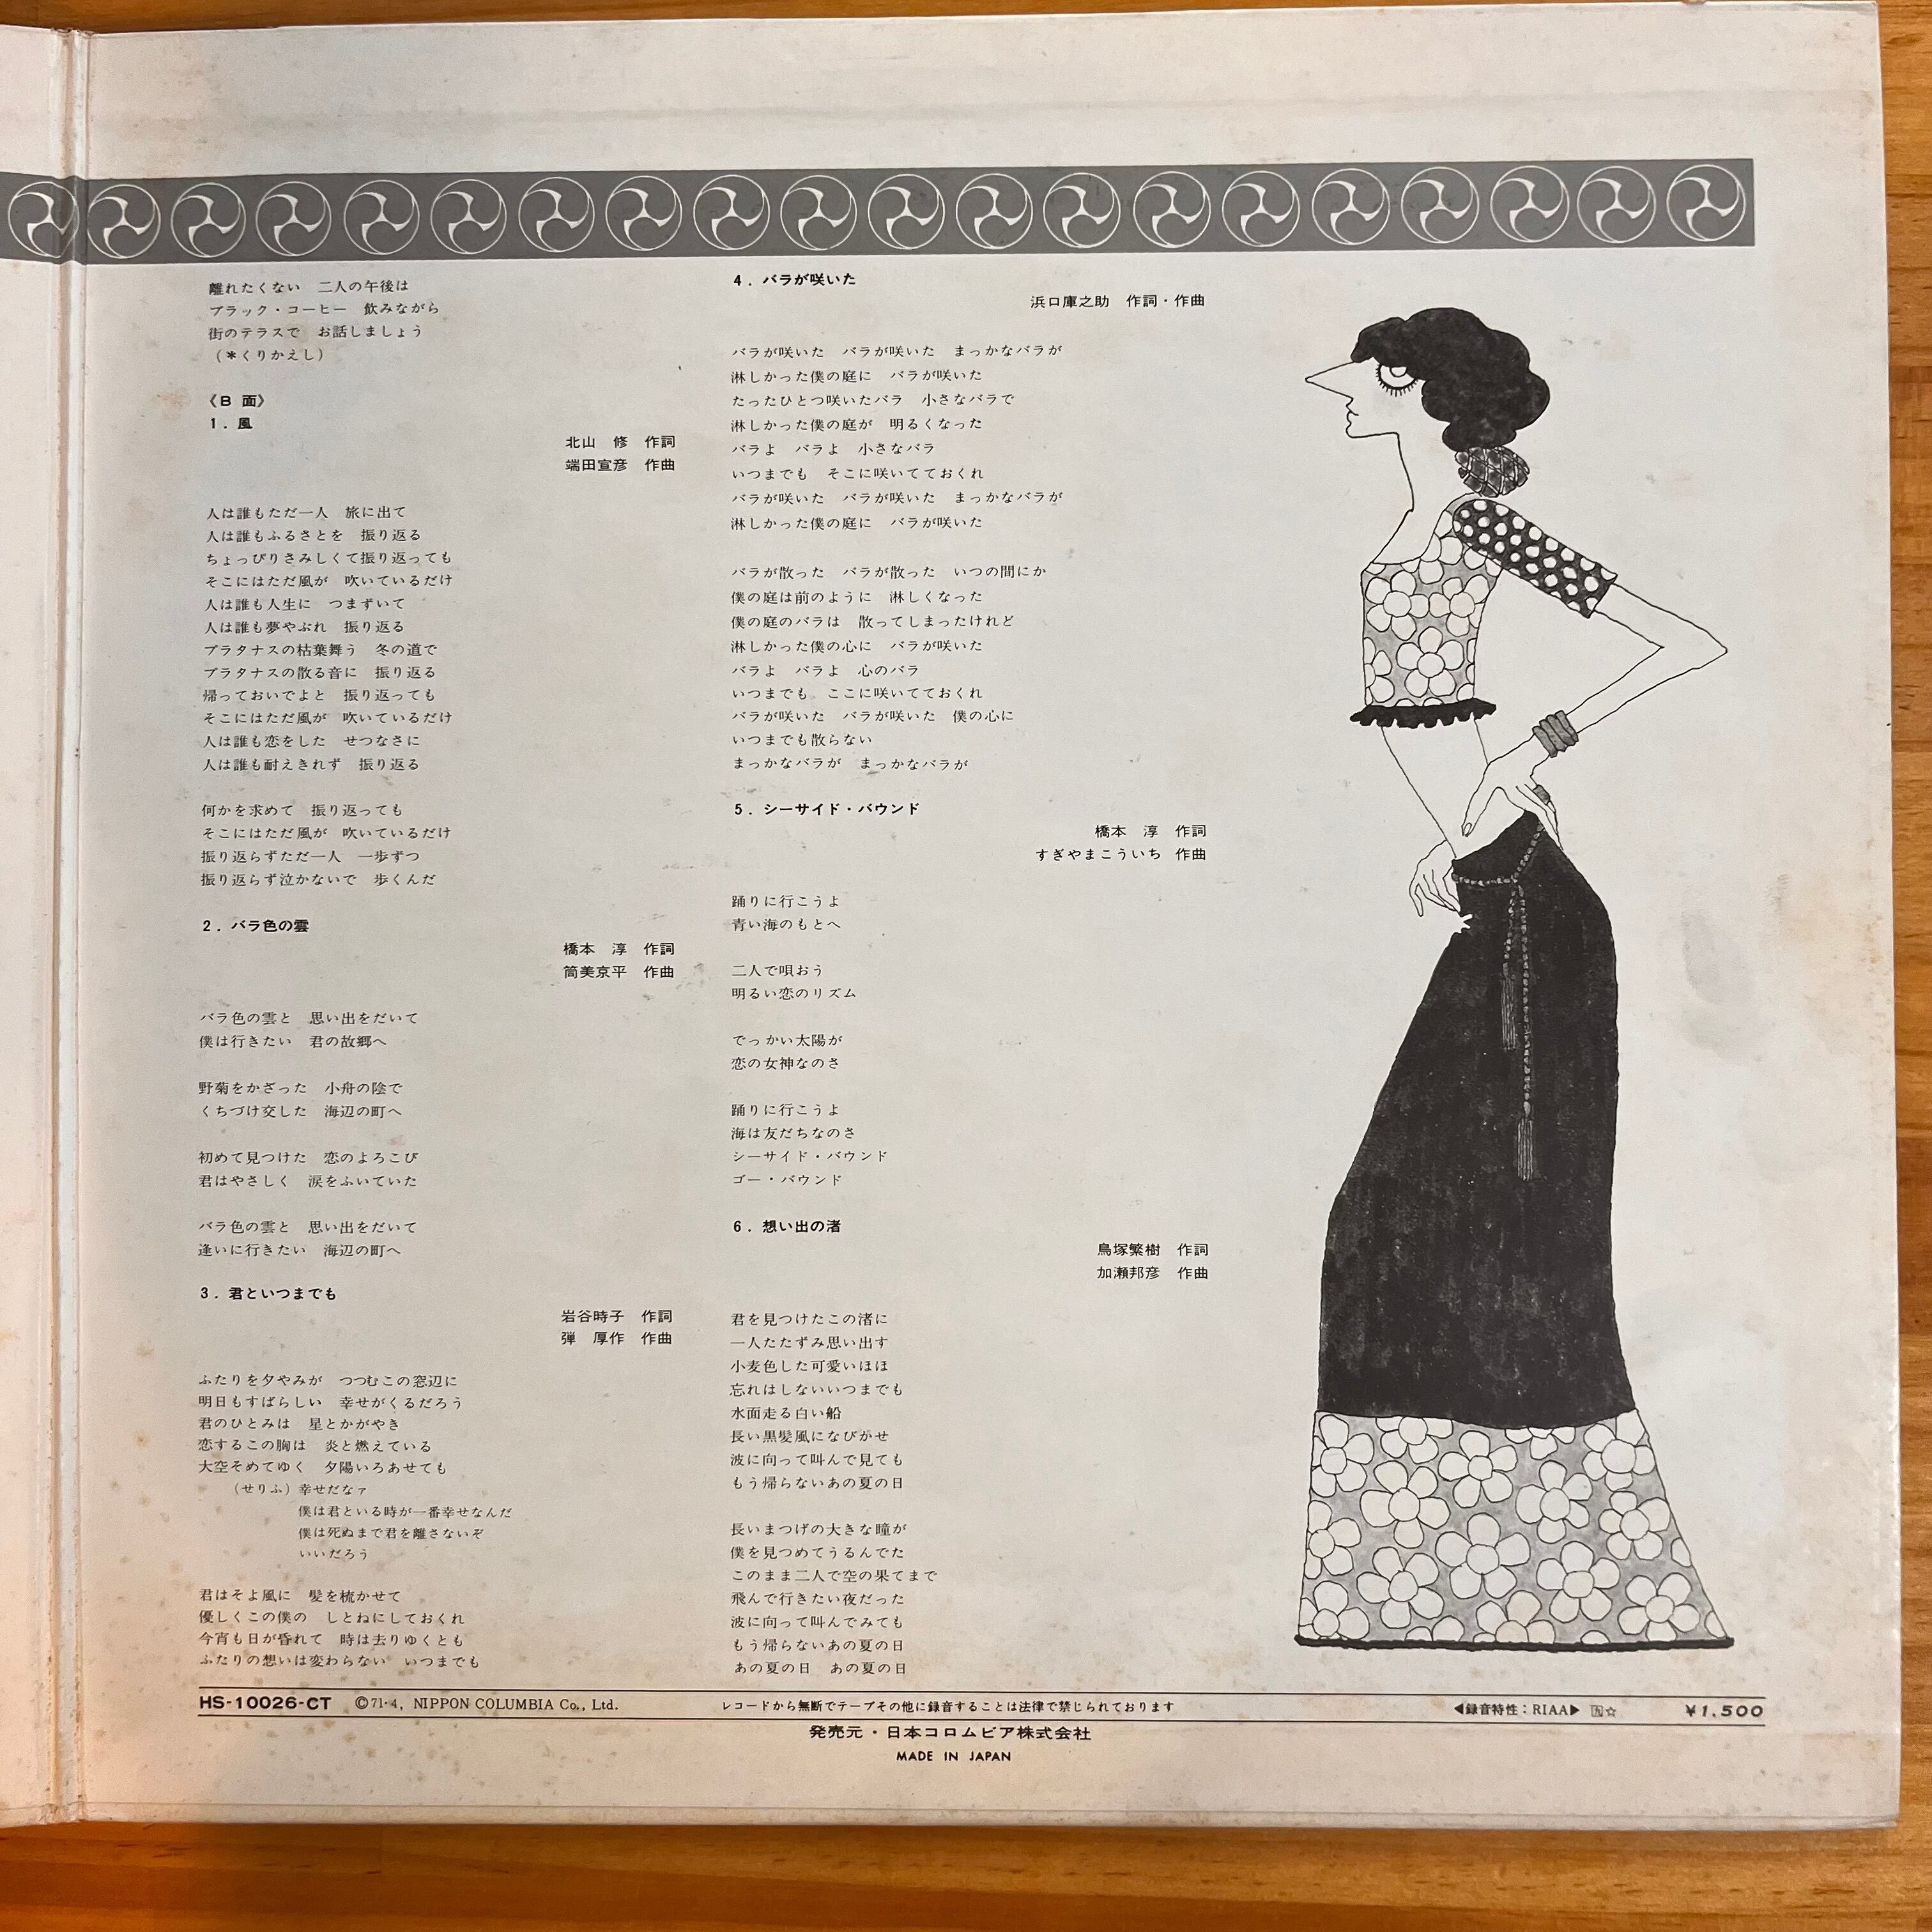 離れたくない　二人の午後は
ブラック・コーヒー　飲みながら
街のテラスで　お話しましょう
（＊くりかえし）
《B 面》
1．風
北山　修　作詞
端田宣彦　作曲
人は誰もただ一人　旅に出て
人は誰もふるさとを　振り返る
ちょっぴりさみしくて振り返っても
そこにはただ風が　吹いているだけ
人は誰も人生に　つまずいて
人は誰も夢やぶれ　振り返る
プラタナスの枯葉舞う　冬の道で
プラタナスの散る音に　振り返る
帰っておいでよと　振り返っても
そこにはただ風が　吹いているだけ
人は誰も恋をした　せつなさに
人は誰も耐えきれず　振り返る
何かを求めて　振り返っても
そこにはただ風が　吹いているだけ
振り返らずただ一人　一歩ずつ
振り返らず泣かないで　歩くんだ
2．バラ色の雲
橋本　淳　作詞
筒美京平　作曲
バラ色の雲と　思い出をだいて
僕は行きたい　君の故郷へ
野菊をかざった　小舟の陰で
くちづけ交した　海辺の町へ
初めて見つけた　恋のよろこび
君はやさしく　涙をふいていた
バラ色の雲と　思い出をだいて
逢いに行きたい　海辺の町へ
3．君といつまでも
岩谷時子　作詞
弾　厚作　作曲
ふたりを夕やみが　つつむこの窓辺に
明日もすばらしい　幸せがくるだろう
君のひとみは　星とかがやき
恋するこの胸は　炎と燃えている
大空そめてゆく　夕陽いろあせても
（せりふ）幸せだなァ
僕は君といる時が一番幸せなんだ
僕は死ぬまで君を離さないぞ
いいだろう
君はそよ風に　髪を梳かせて
優しくこの僕の　しとねにしておくれ
今宵も日が昏れて　時は去りゆくとも
ふたりの想いは変わらない　いつまでも
4．バラが咲いた
浜口庫之助　作詞・作曲
バラが咲いた　バラが咲いた　まっかなバラが
淋しかった僕の庭に　バラが咲いた
たったひとつ咲いたバラ　小さなバラで
淋しかった僕の庭が　明るくなった
バラよ　バラよ　小さなバラ
いつまでも　そこに咲いてておくれ
バラが咲いた　バラが咲いた　まっかなバラが
淋しかった僕の庭に　バラが咲いた
バラが散った　バラが散った　いつの間にか
僕の庭は前のように　淋しくなった
僕の庭のバラは　散ってしまったけれど
淋しかった僕の心に　バラが咲いた
バラよ　バラよ　心のバラ
いつまでも　ここに咲いてておくれ
バラが咲いた　バラが咲いた　僕の心に
いつまでも散らない
まっかなバラが　まっかなバラが
5．シーサイド・バウンド
橋本　淳　作詞
すぎやまこういち　作曲
踊りに行こうよ
青い海のもとへ
二人で唄おう
明るい恋のリズム
でっかい太陽が
恋の女神なのさ
踊りに行こうよ
海は友だちなのさ
シーサイド・バウンド
ゴー・バウンド
6．想い出の渚
鳥塚繁樹　作詞
加瀬邦彦　作曲
君を見つけたこの渚に
一人たたずみ思い出す
小麦色した可愛いほほ
忘れはしないいつまでも
水面走る白い船
長い黒髪風になびかせ
波に向って叫んで見ても
もう帰らないあの夏の日
長いまつげの大きな瞳が
僕を見つめてうるんでた
このまま二人で空の果てまで
飛んで行きたい夜だった
波に向って叫んでみても
もう帰らないあの夏の日
あの夏の日　あの夏の日
HS-10026-CT　©71·4, NIPPON COLUMBIA Co., Ltd.　レコードから無断でテープその他に録音することは法律で禁じられております　◀録音特性：RIAA▶　☆　¥1,500
発売元・日本コロムビア株式会社
MADE IN JAPAN